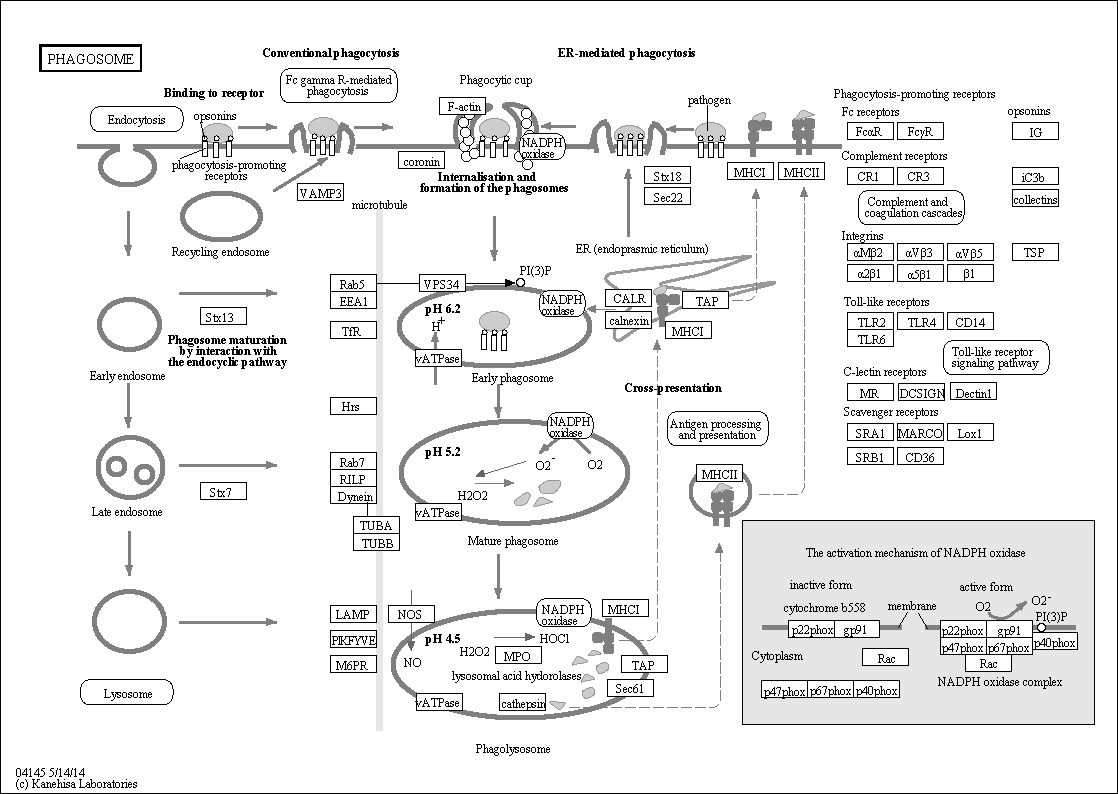 PHAGOSOME
Conventional phagocytosis
ER-mediated phagocytosis
Binding to receptor
Fc gamma R-mediated
phagocytosis
Phagocytic cup
Endocytosis
opsonins
F-actin
pathogen
NADPH
oxidase
phagocytosis-promoting
receptors
coronin
Internalisation and
formation of the phagosomes
VAMP3
microtubule
Stx18
Sec22
MHCI
MHCII
Recycling endosome
ER (endoprasmic reticulum)
Rab5
EEA1
TfR
VPS34
PI(3)P
pH 6.2
H+
vATPase
NADPH
oxidase
CALR
calnexin
TAP
MHCI
Stx13
Phagosome maturation
by interaction with
the endocyclic pathway
Early endosome
Early phagosome
Cross-presentation
Hrs
Antigen processing
and presentation
NADPH
oxidase
pH 5.2
O2-
O2
H2O2
vATPase
Rab7
RILP
Dynein
TUBA
TUBB
Stx7
MHCII
Late endosome
Mature phagosome
LAMP
PIKFYVE
M6PR
NOS
NO
NADPH
oxidase
MHCI
pH 4.5
H2O2
HOCl
MPO
lysosomal acid hydorolases
TAP
Sec61
vATPase
cathepsin
Lysosome
Phagolysosome
Phagocytosis-promoting receptors
Fc receptors
opsonins
FcαR
FcγR
IG
Complement receptors
CR1
CR3
iC3b
collectins
Complement and
coagulation cascades
Integrins
αMβ2
αVβ3
αVβ5
TSP
α2β1
α5β1
β1
Toll-like receptors
TLR2
TLR4
CD14
TLR6
Toll-like receptor
signaling pathway
C-lectin receptors
MR
DCSIGN
Dectin1
Scavenger receptors
SRA1
MARCO
Lox1
SRB1
CD36
The activation mechanism of NADPH oxidase
inactive form
active form
cytochrome b558
membrane
O2
O2-
PI(3)P
p22phox
gp91
p22phox
gp91
p47phox
p67phox
p40phox
Cytoplasm
Rac
Rac
NADPH oxidase complex
p47phox
p67phox
p40phox
04145 5/14/14
(c) Kanehisa Laboratories